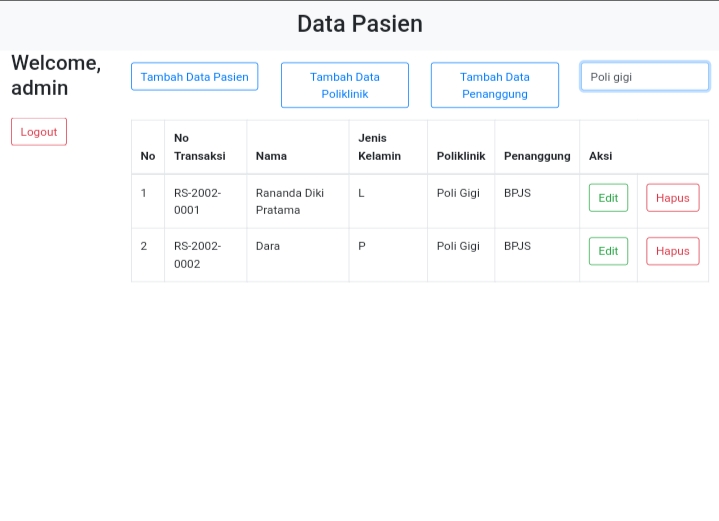 Data Pasien
Welcome,
admin
Logout
Tambah Data Pasien
Tambah Data
Poliklinik
Tambah Data
Penanggung
Poli gigi
No
No
Transaksi
Nama
Jenis
Kelamin
Poliklinik
Penanggung
Aksi
1
RS-2002-
0001
Rananda Diki
Pratama
L
Poli Gigi
BPJS
Edit
Hapus
2
RS-2002-
0002
Dara
P
Poli Gigi
BPJS
Edit
Hapus